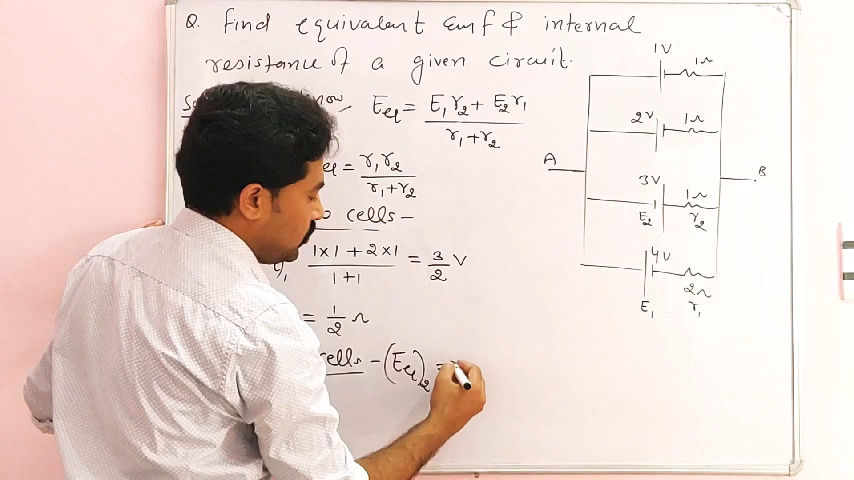 Q. Find equivalent Emf & internal
resistance of a given circuit.
now, Eeq = E₁r₂ + E₂r₁
r₁+r₂
= r₁r₂
r₁+r₂
cells –
1×1 + 2×1 = 3 V
1+1 2
= 1 Ω
2
cells – (Eeq)₂ =
1V
1Ω
2V
1Ω
A
B
3V
1Ω
E₂
r₂
4V
2Ω
E₁
r₁